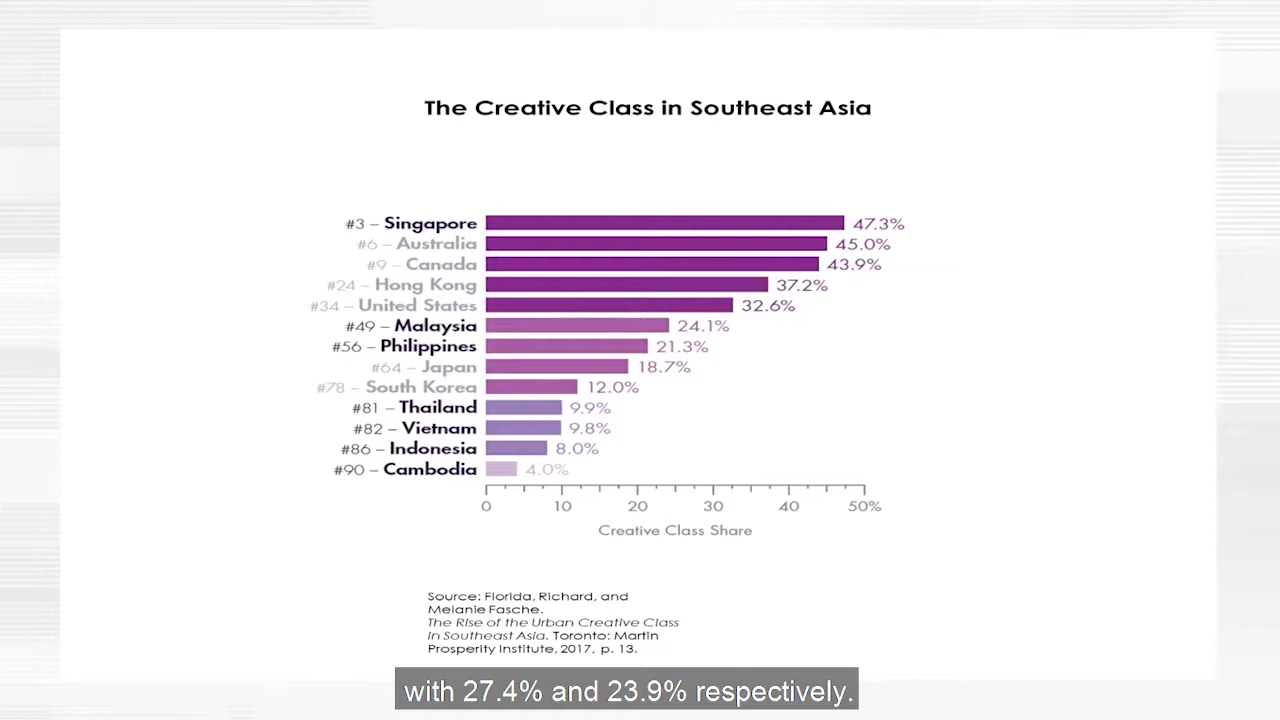 The Creative Class in Southeast Asia
#3 – Singapore 47.3%
#6 – Australia 45.0%
#9 – Canada 43.9%
#24 – Hong Kong 37.2%
#34 – United States 32.6%
#49 – Malaysia 24.1%
#56 – Philippines 21.3%
#64 – Japan 18.7%
#78 – South Korea 12.0%
#81 – Thailand 9.9%
#82 – Vietnam 9.8%
#86 – Indonesia 8.0%
#90 – Cambodia 4.0%
0 10 20 30 40 50%
Creative Class Share
Source: Florida, Richard, and
Melanie Fasche.
The Rise of the Urban Creative Class
in Southeast Asia. Toronto: Martin
Prosperity Institute, 2017, p. 13.
with 27.4% and 23.9% respectively.